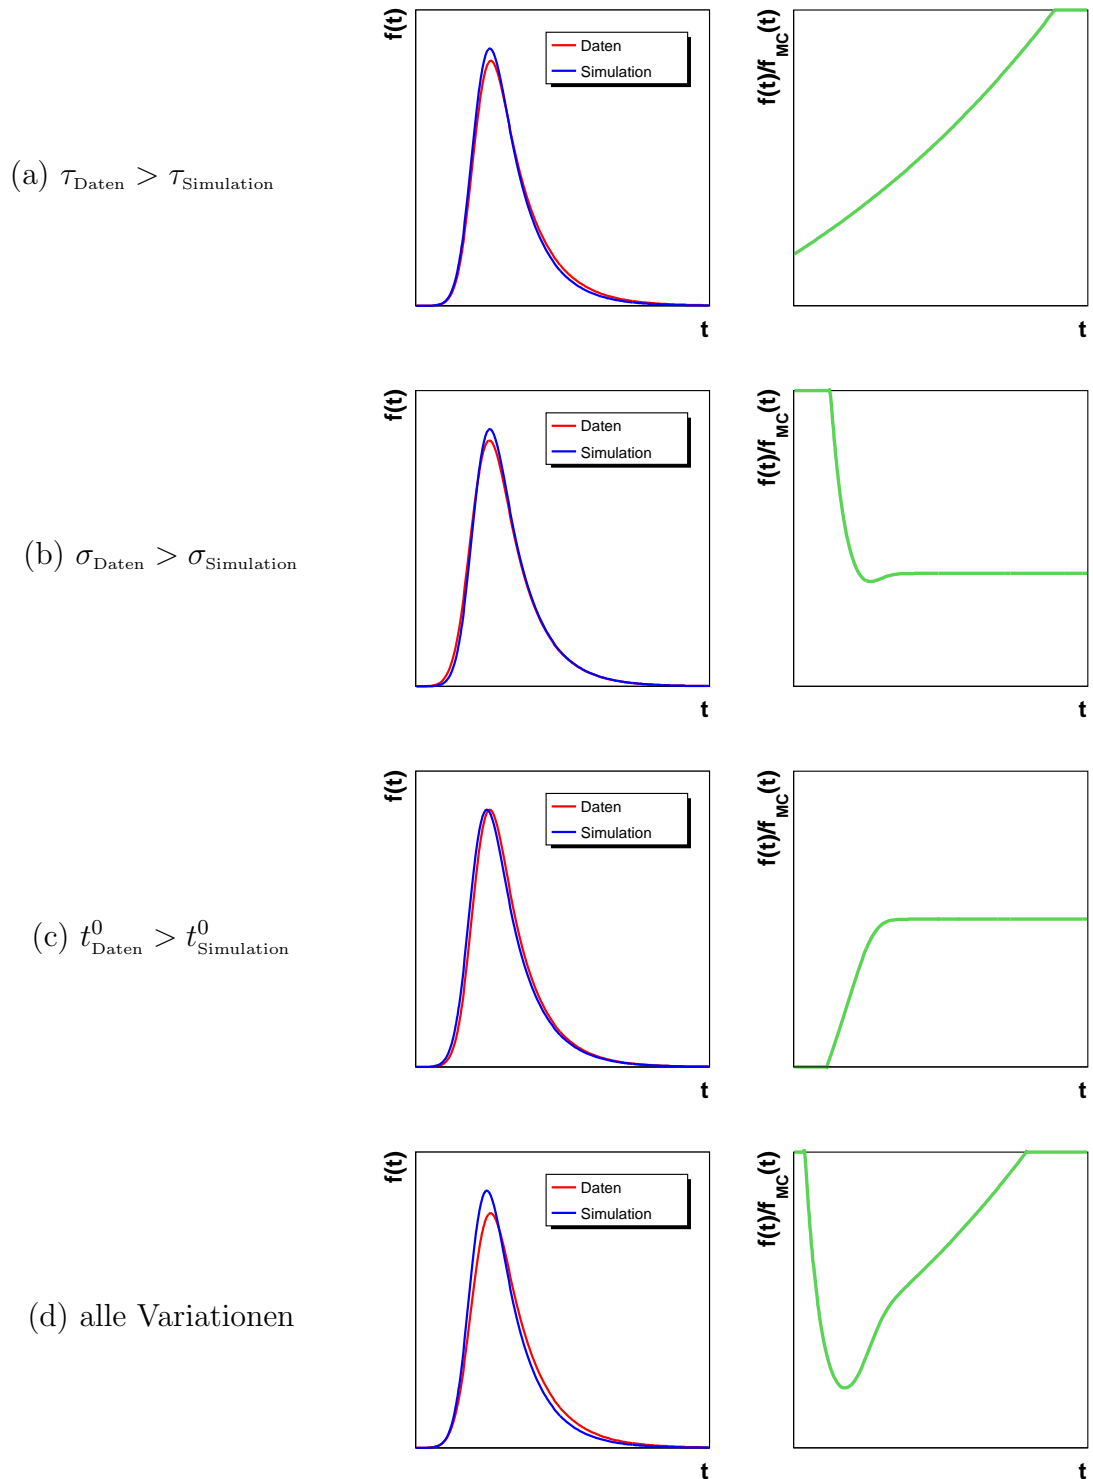 f(t)
Daten
Simulation
t
f(t)/f_MC(t)
t
(a) τ_Daten > τ_Simulation
f(t)
Daten
Simulation
t
f(t)/f_MC(t)
t
(b) σ_Daten > σ_Simulation
f(t)
Daten
Simulation
t
f(t)/f_MC(t)
t
(c) t^0_Daten > t^0_Simulation
f(t)
Daten
Simulation
t
f(t)/f_MC(t)
t
(d) alle Variationen